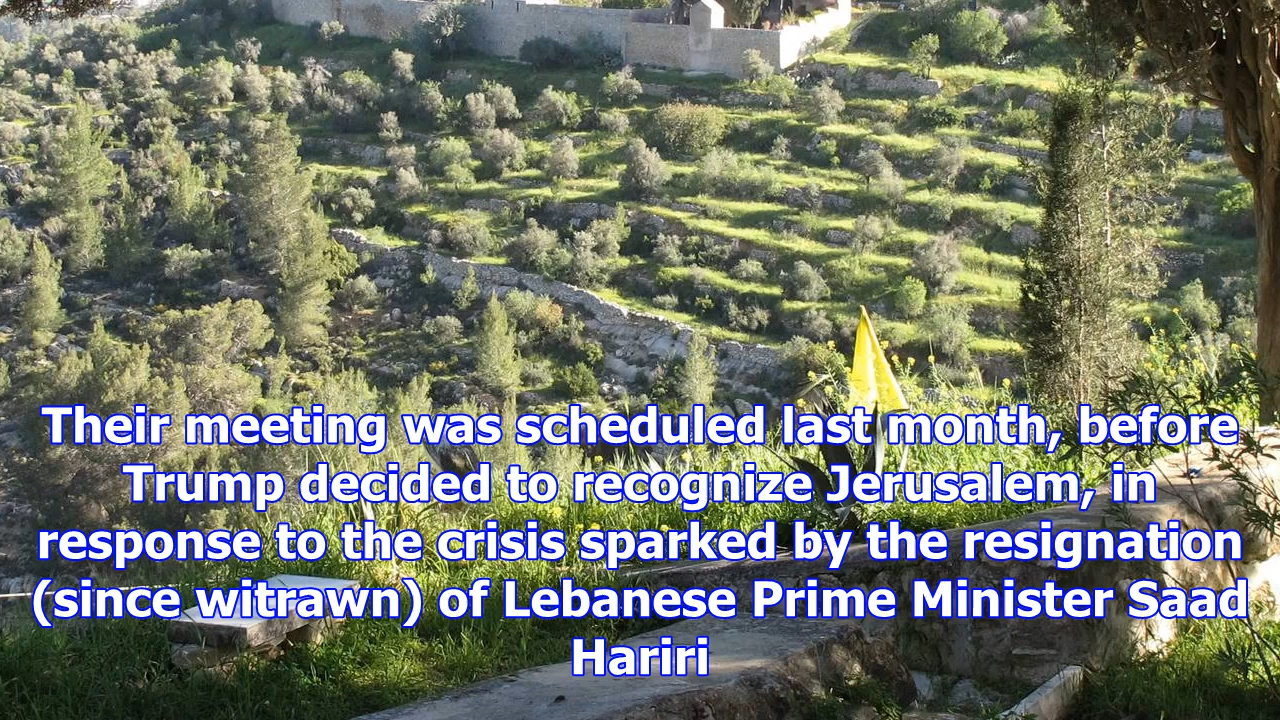 Their meeting was scheduled last month, before
Trump decided to recognize Jerusalem, in
response to the crisis sparked by the resignation
(since witrawn) of Lebanese Prime Minister Saad
Hariri